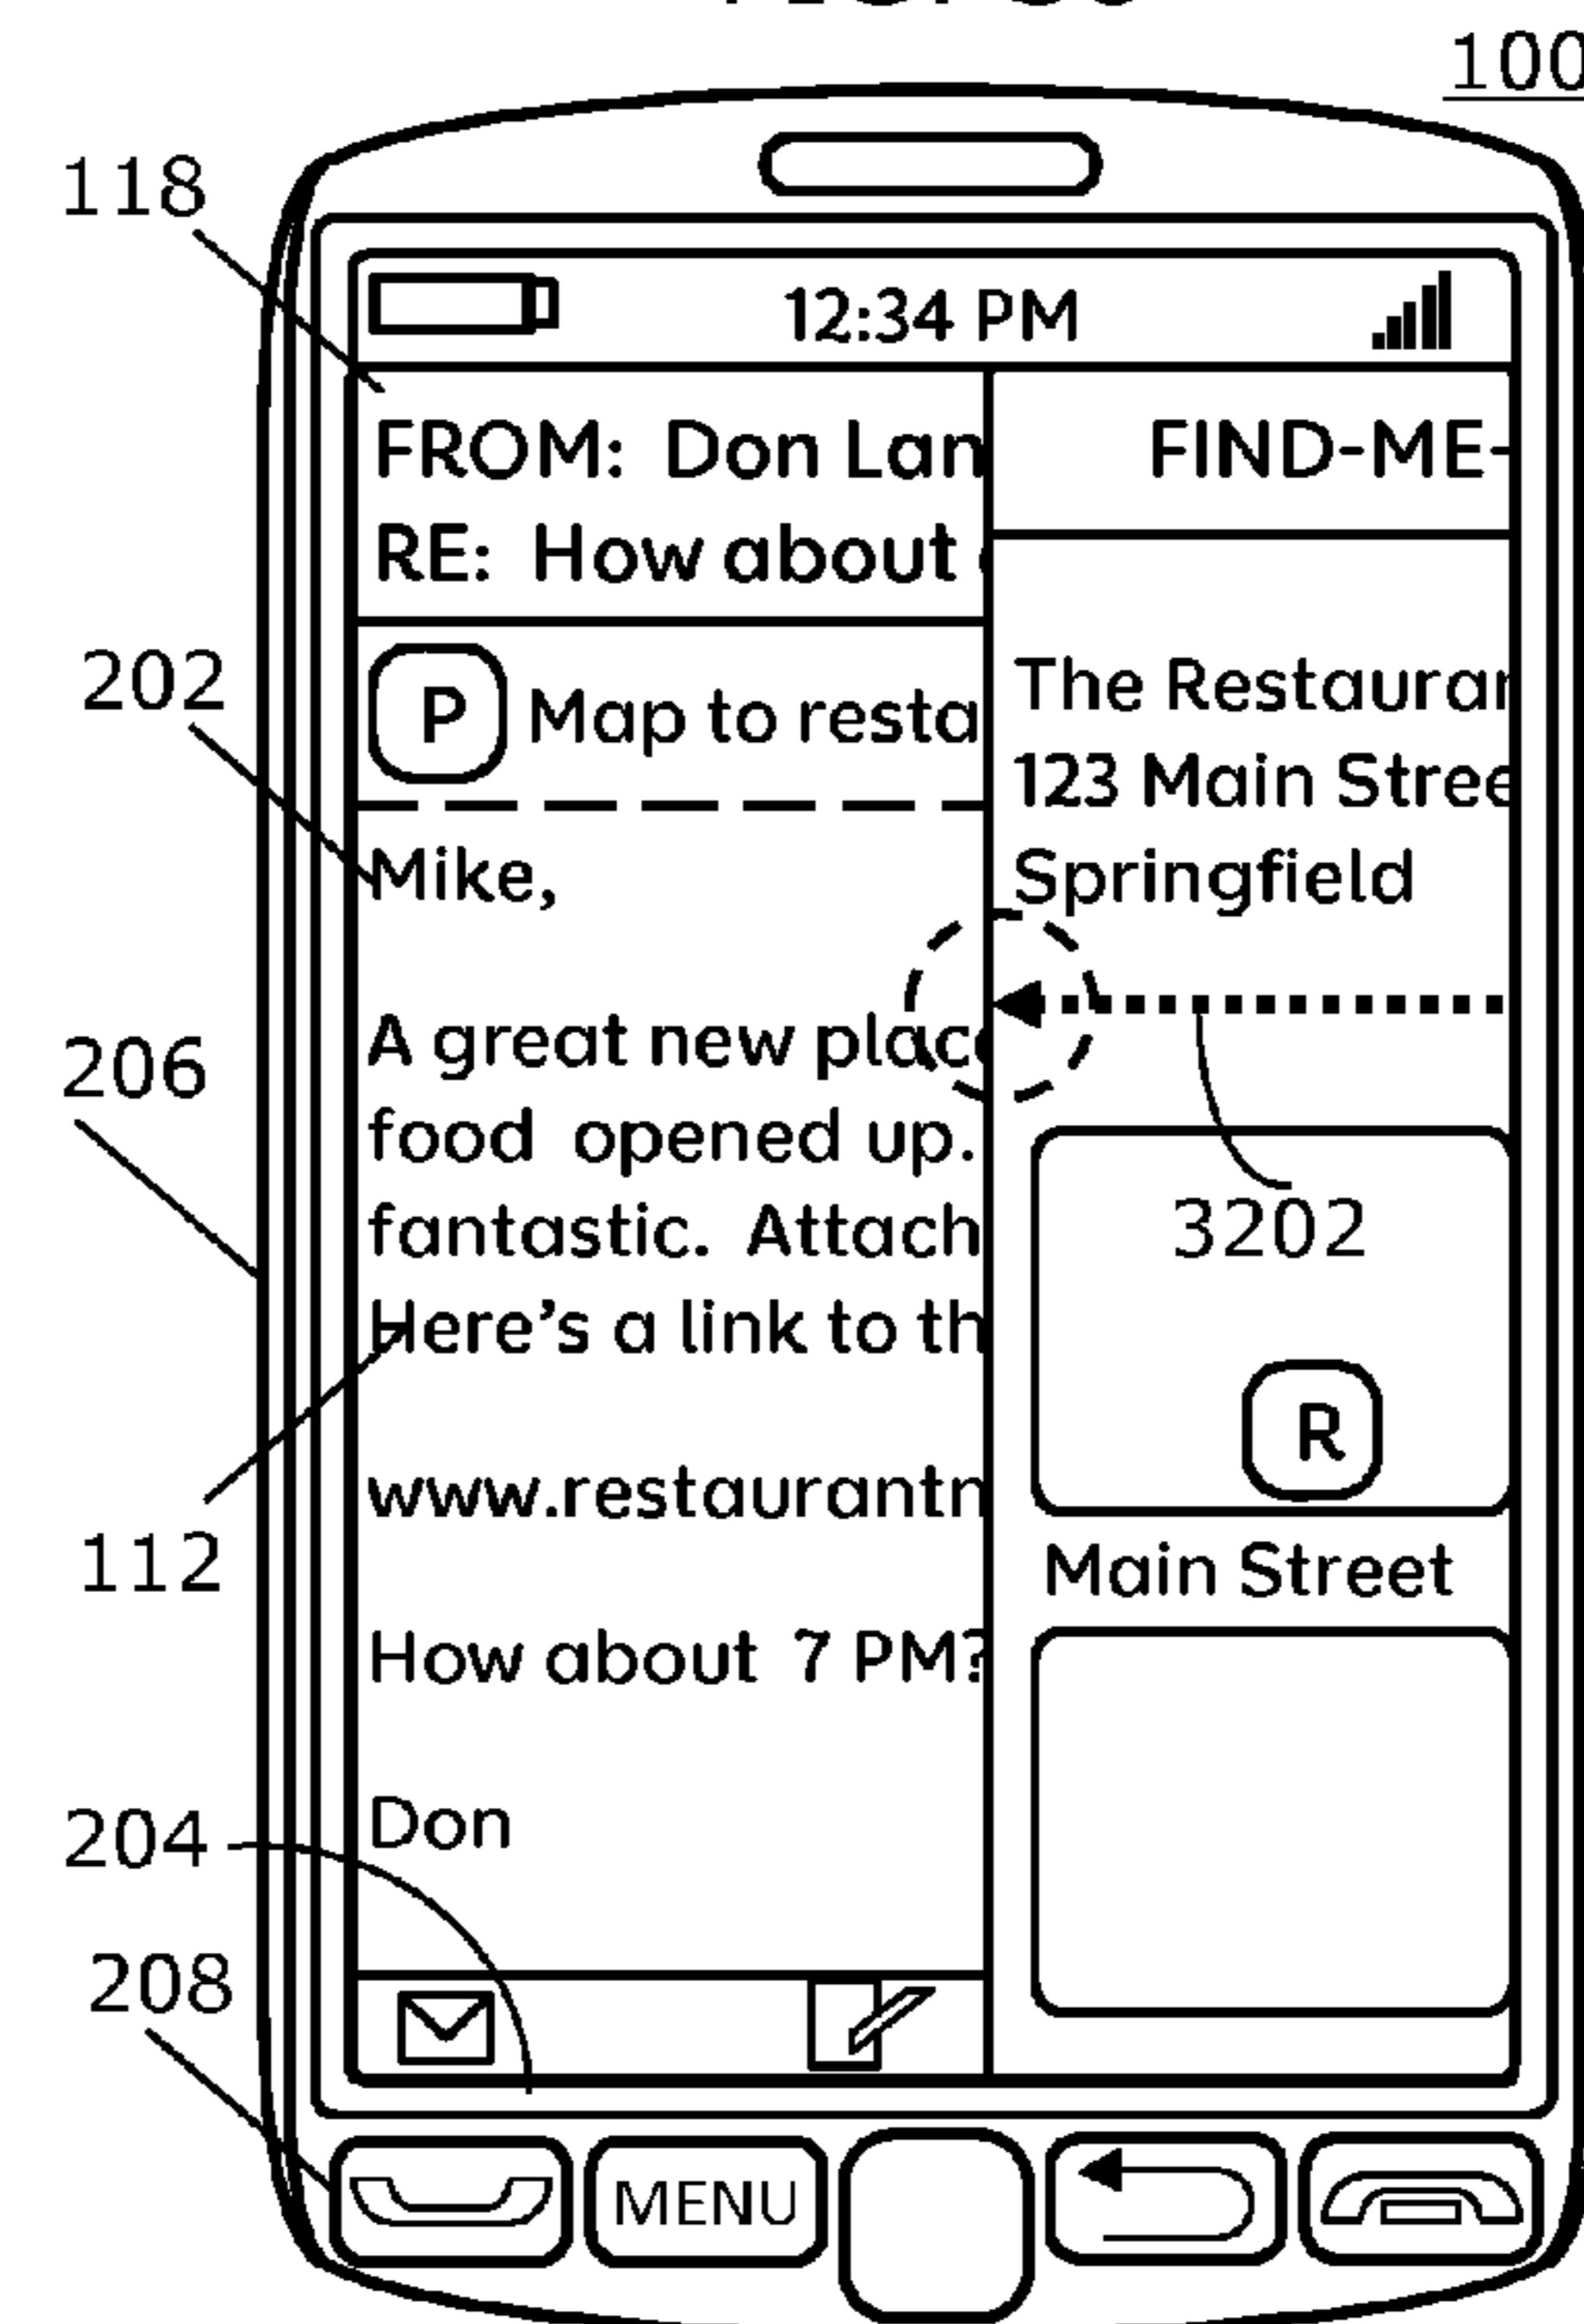 100
118
12:34 PM
FROM: Don Lan
RE: How about
P Map to resta
202
Mike,
206
A great new plac
food opened up.
fantastic. Attach
Here's a link to th
www.restaurantn
112
How about 7 PM?
204
Don
208
FIND-ME-
The Restauran
123 Main Stree
Springfield
3202
R
Main Street
MENU